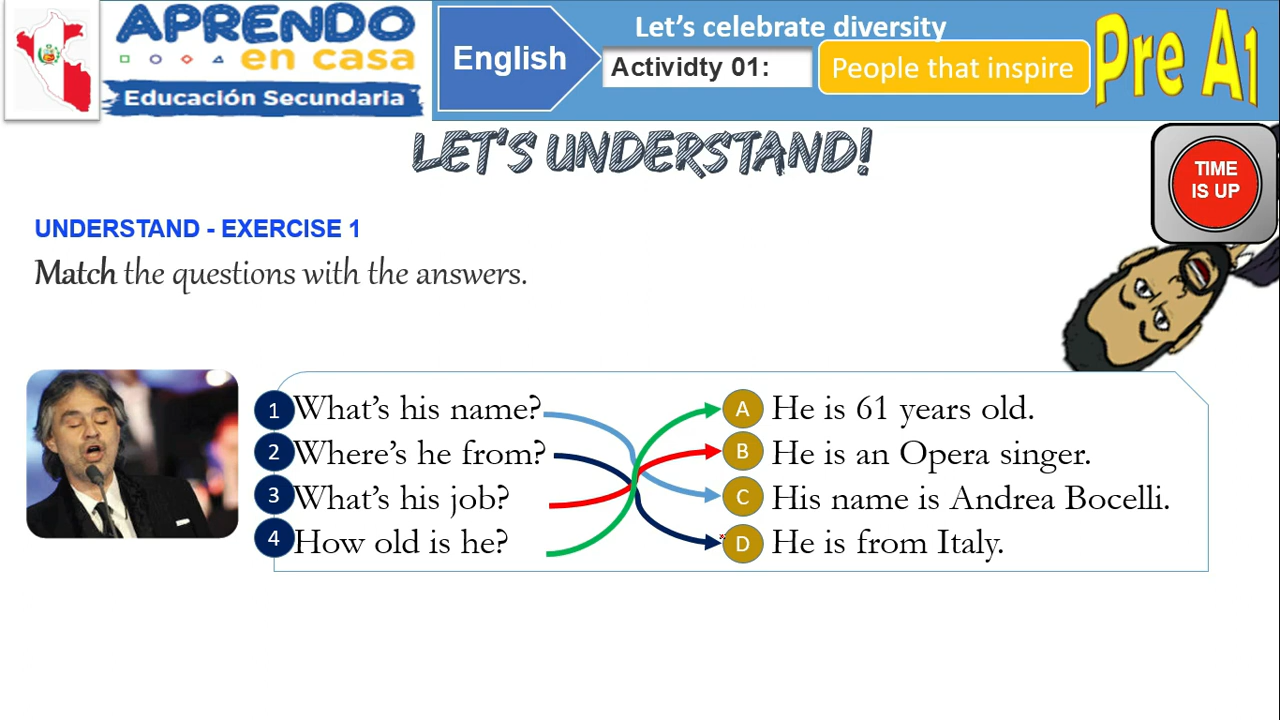 APRENDO
en casa
Educación Secundaria
English
Let's celebrate diversity
Actividty 01:
People that inspire
Pre A1
LET'S UNDERSTAND!
TIME
IS UP
UNDERSTAND - EXERCISE 1
Match the questions with the answers.
1 What's his name?
2 Where's he from?
3 What's his job?
4 How old is he?
A He is 61 years old.
B He is an Opera singer.
C His name is Andrea Bocelli.
D He is from Italy.